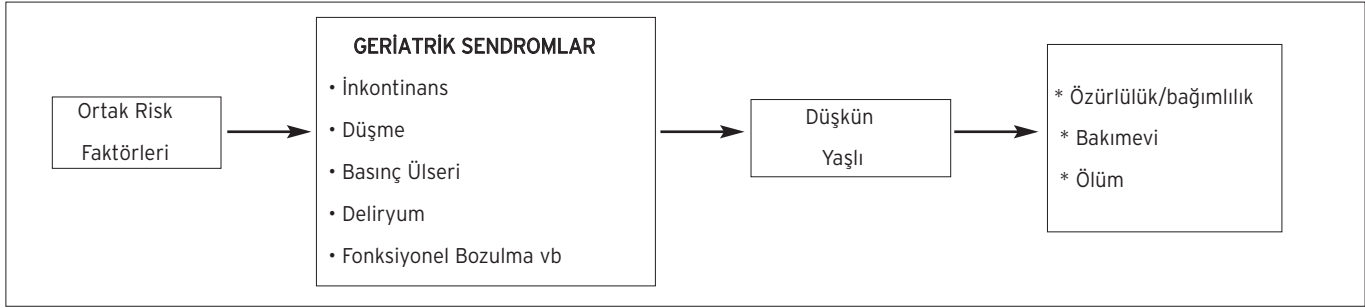 Ortak Risk
Faktörleri
GERİATRİK SENDROMLAR
• İnkontinans
• Düşme
• Basınç Ülseri
• Deliryum
• Fonksiyonel Bozulma vb
Düşkün
Yaşlı
* Özürlülük/bağımlılık
* Bakımevi
* Ölüm